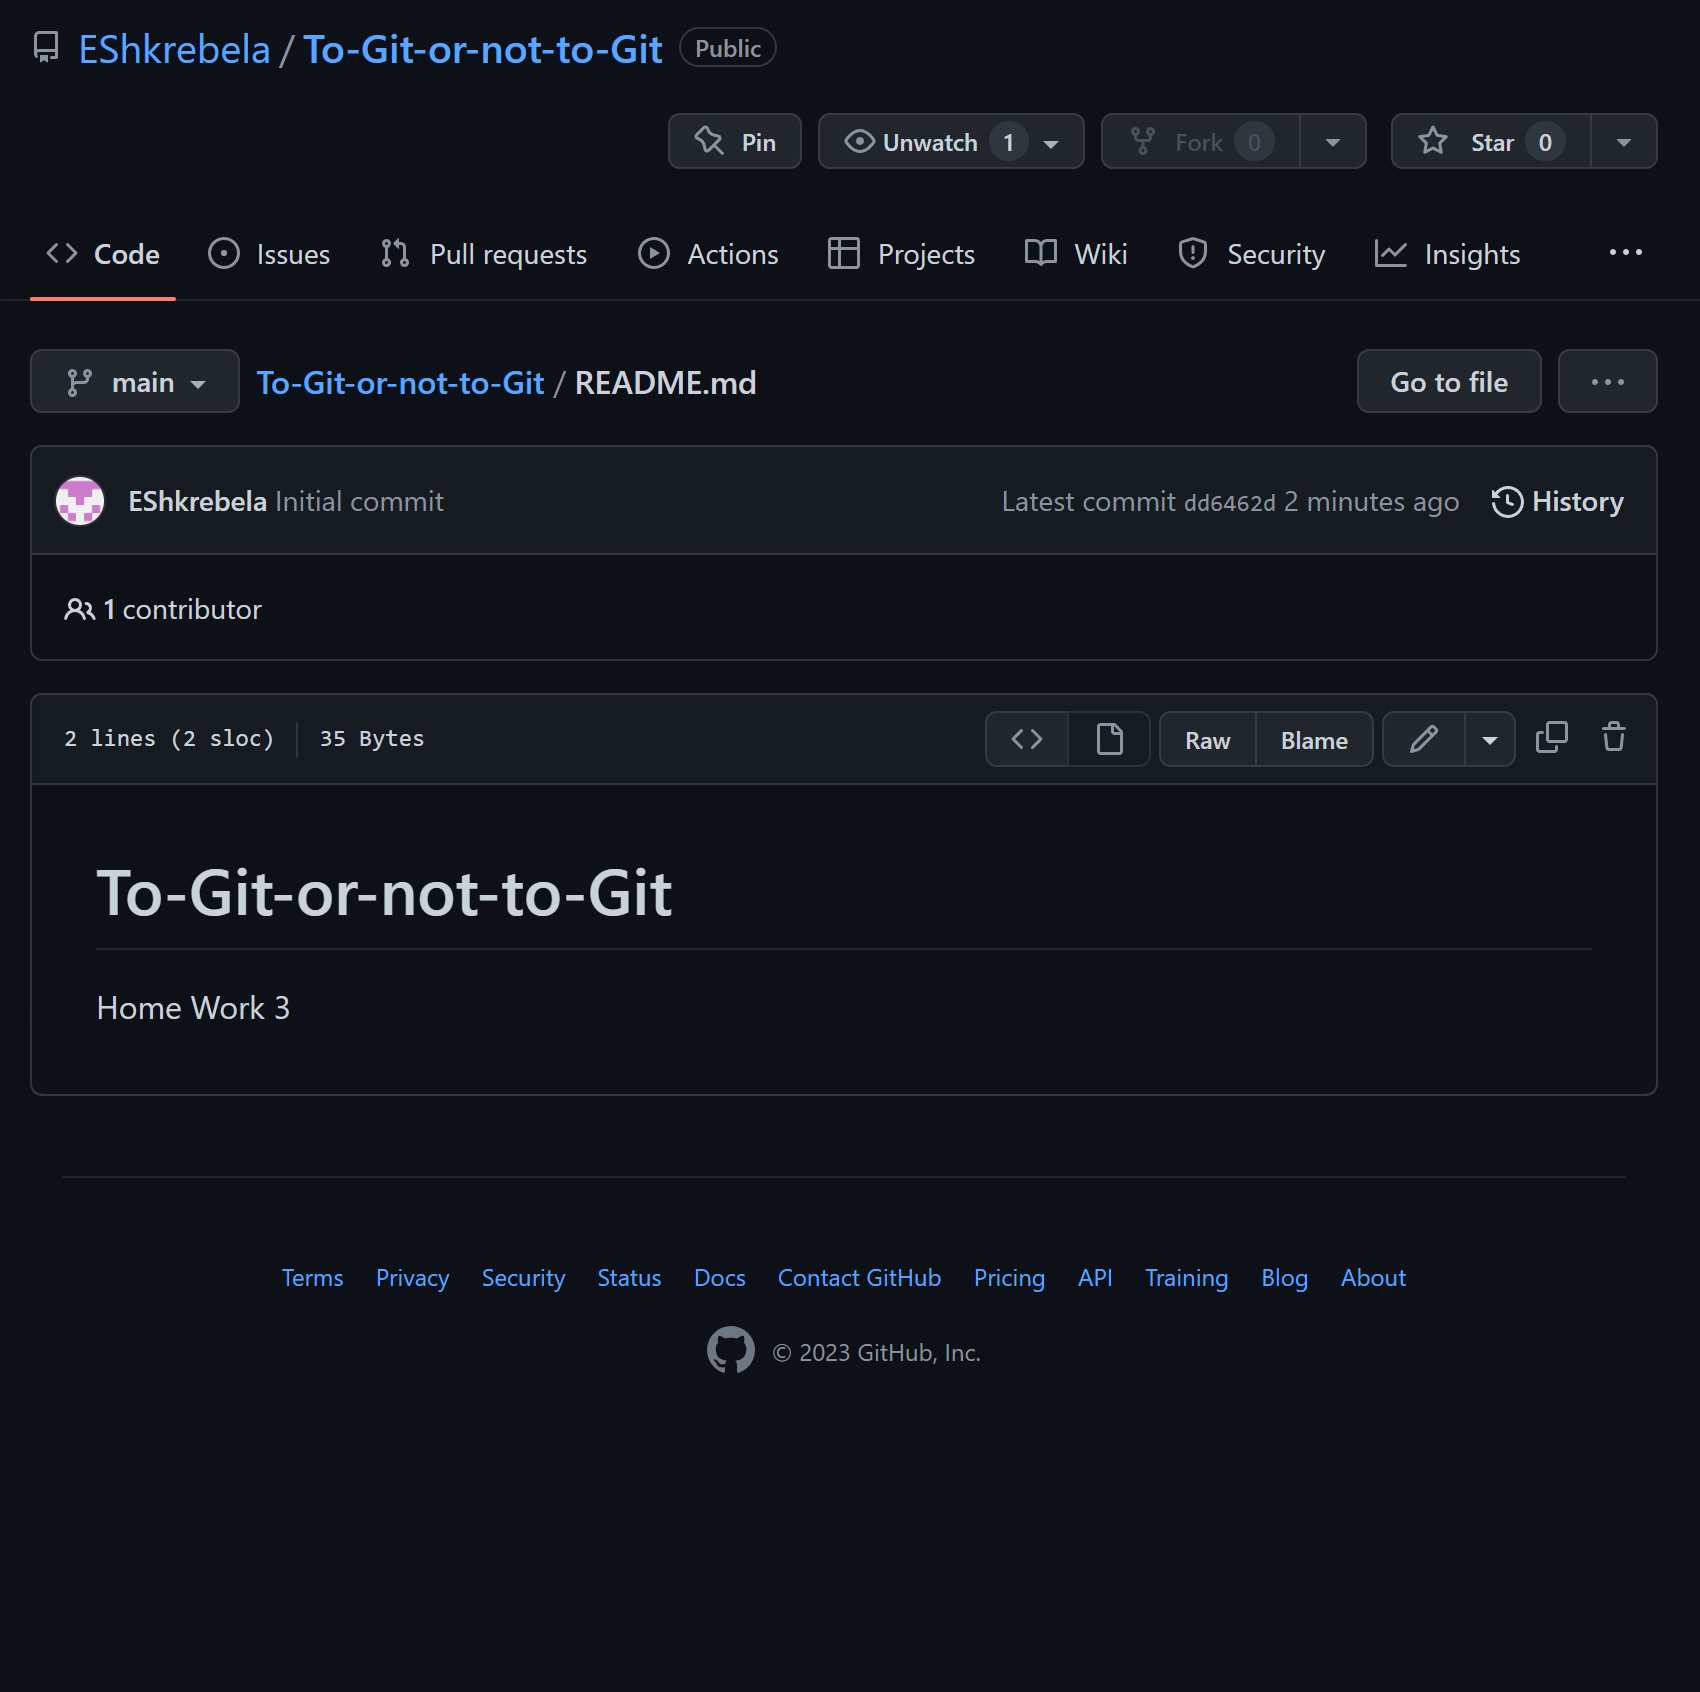 EShkrebela / To-Git-or-not-to-Git Public
Pin Unwatch 1 Fork 0 Star 0
Code Issues Pull requests Actions Projects Wiki Security Insights ...
main To-Git-or-not-to-Git / README.md Go to file ...
EShkrebela Initial commit Latest commit dd6462d 2 minutes ago History
1 contributor
2 lines (2 sloc) 35 Bytes Raw Blame
To-Git-or-not-to-Git
Home Work 3
Terms Privacy Security Status Docs Contact GitHub Pricing API Training Blog About
© 2023 GitHub, Inc.